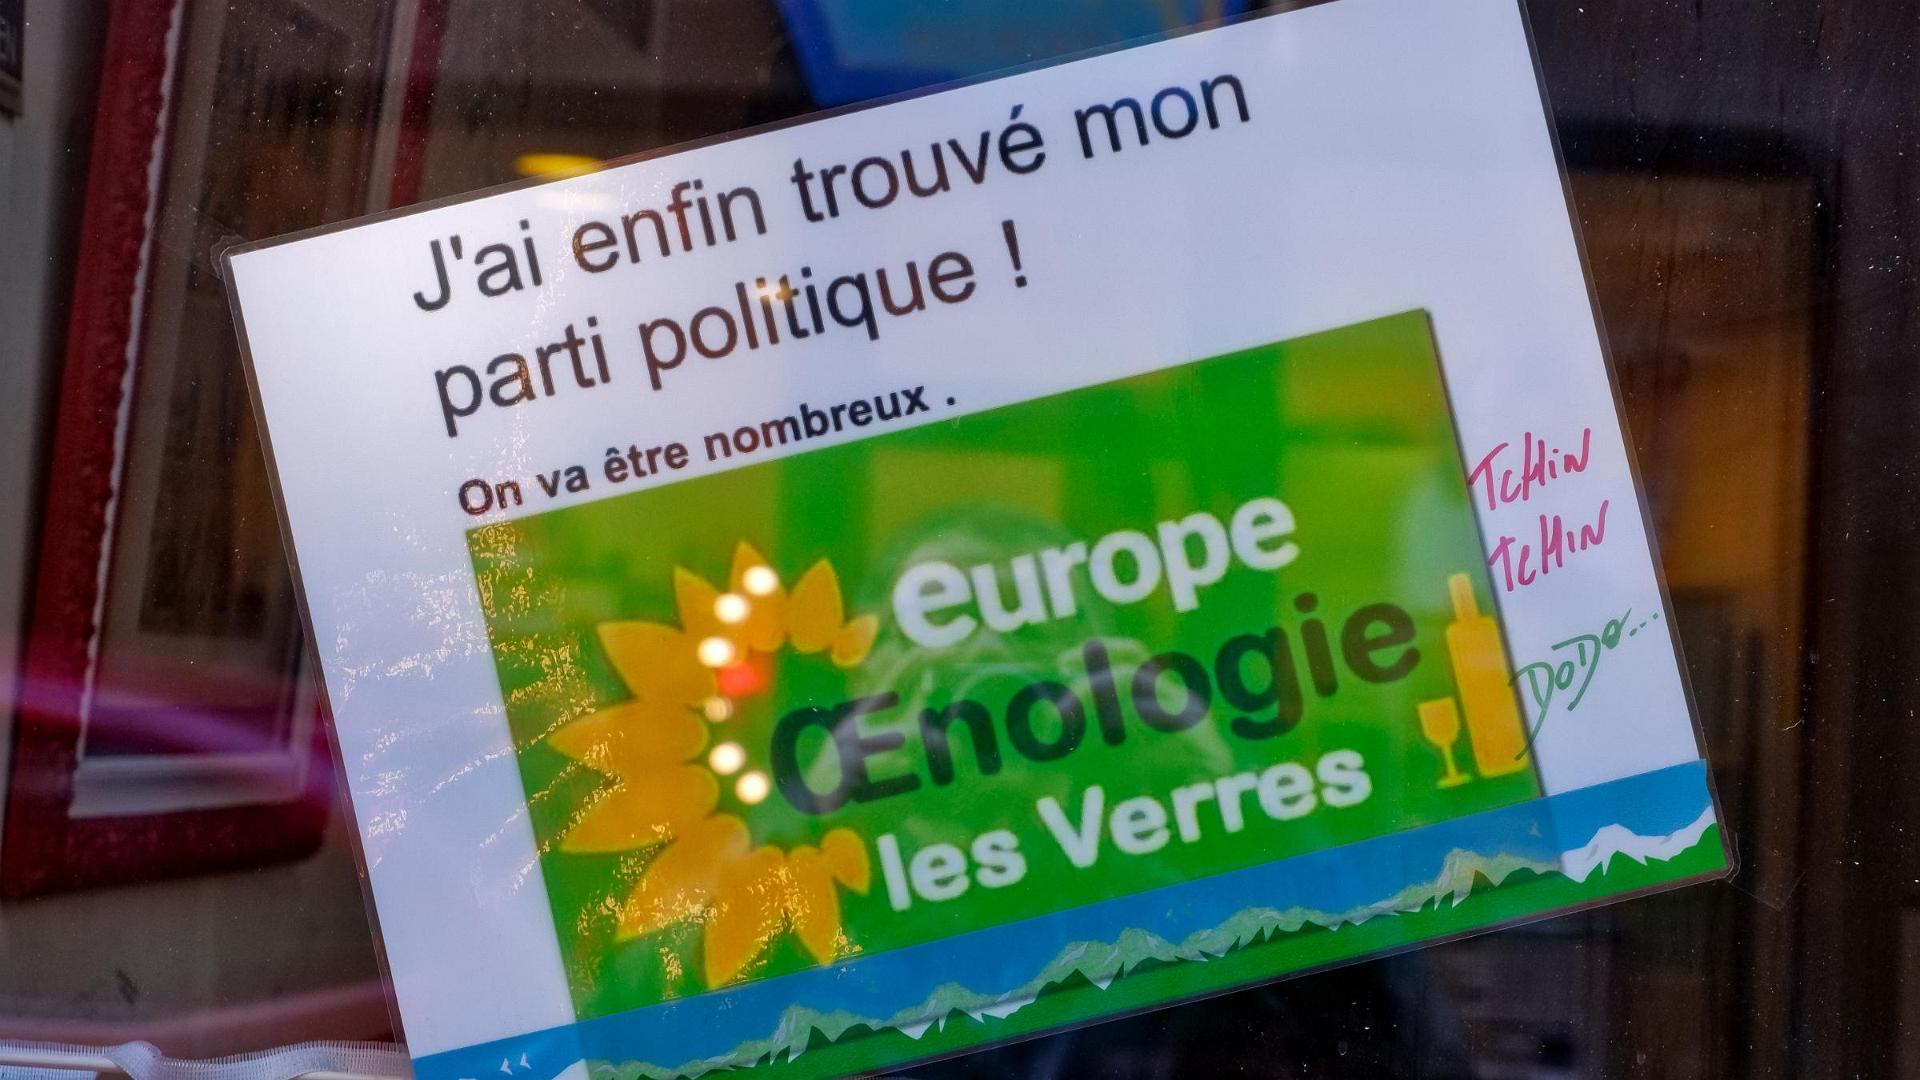 J'ai enfin trouvé mon
parti politique !
On va être nombreux .
europe
Œnologie
les Verres
TcHin
TcHin
DoDo...